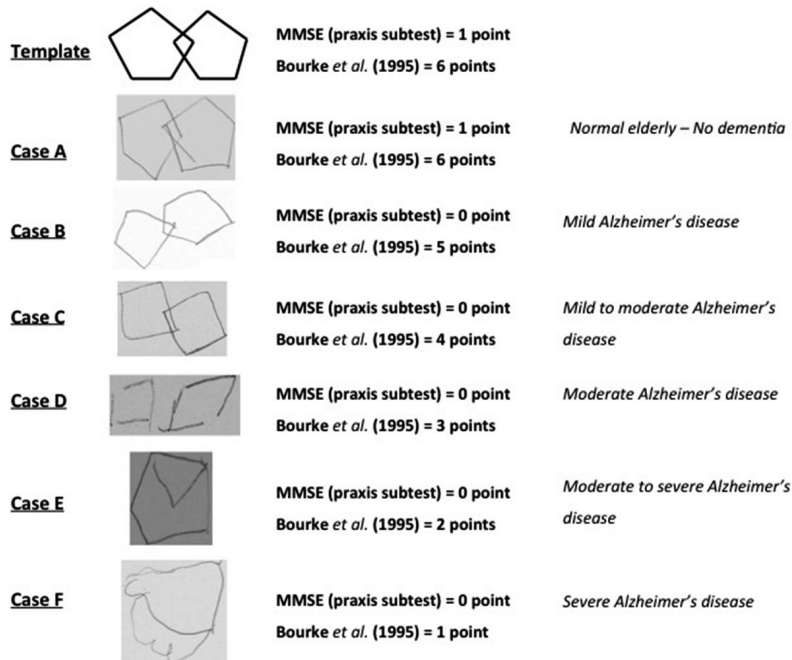 Template
MMSE (praxis subtest) = 1 point
Bourke et al. (1995) = 6 points
Case A
MMSE (praxis subtest) = 1 point
Bourke et al. (1995) = 6 points
Normal elderly – No dementia
Case B
MMSE (praxis subtest) = 0 point
Bourke et al. (1995) = 5 points
Mild Alzheimer's disease
Case C
MMSE (praxis subtest) = 0 point
Bourke et al. (1995) = 4 points
Mild to moderate Alzheimer's
disease
Case D
MMSE (praxis subtest) = 0 point
Bourke et al. (1995) = 3 points
Moderate Alzheimer's disease
Case E
MMSE (praxis subtest) = 0 point
Bourke et al. (1995) = 2 points
Moderate to severe Alzheimer's
disease
Case F
MMSE (praxis subtest) = 0 point
Bourke et al. (1995) = 1 point
Severe Alzheimer's disease